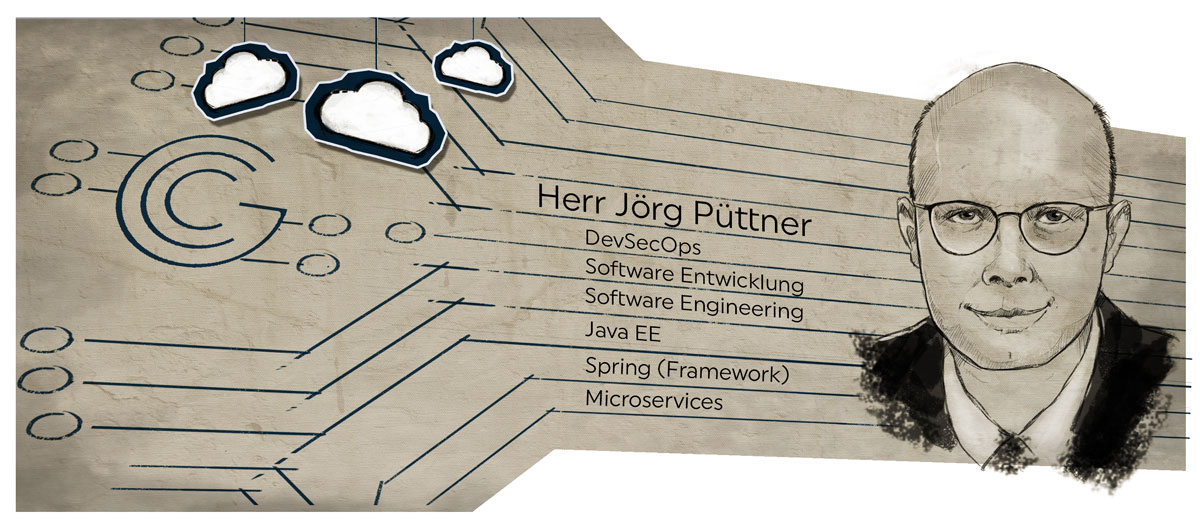 Herr Jörg Püttner
DevSecOps
Software Entwicklung
Software Engineering
Java EE
Spring (Framework)
Microservices